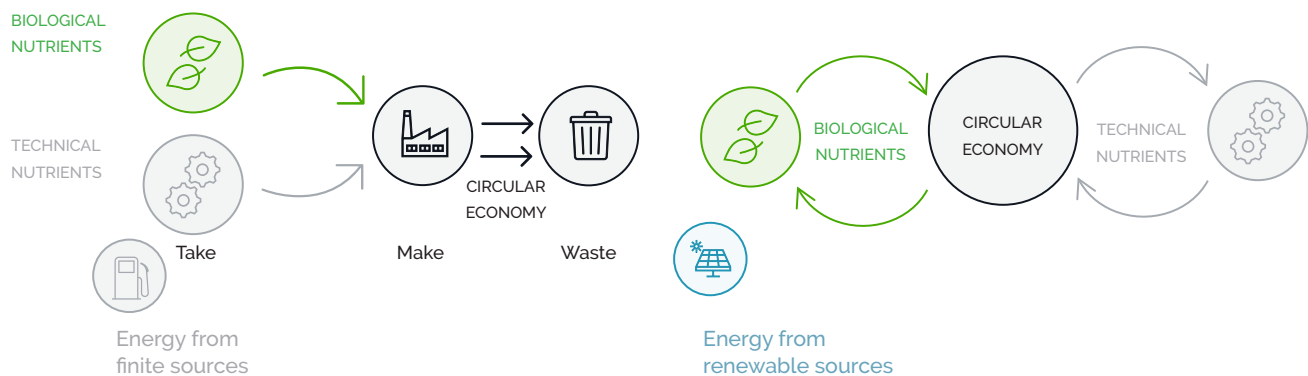 BIOLOGICAL
NUTRIENTS
TECHNICAL
NUTRIENTS
CIRCULAR
ECONOMY
Take
Make
Waste
Energy from
finite sources
BIOLOGICAL
NUTRIENTS
CIRCULAR
ECONOMY
TECHNICAL
NUTRIENTS
Energy from
renewable sources